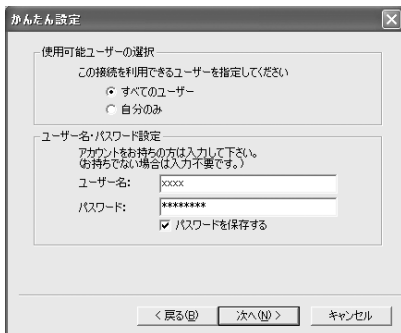 かんたん設定
使用可能ユーザーの選択
この接続を利用できるユーザーを指定してください
すべてのユーザー
自分のみ
ユーザー名・パスワード設定
アカウントをお持ちの方は入力して下さい。
(お持ちでない場合は入力不要です。)
ユーザー名: xxxx
パスワード: ********
パスワードを保存する
< 戻る(B) 次へ(N) > キャンセル